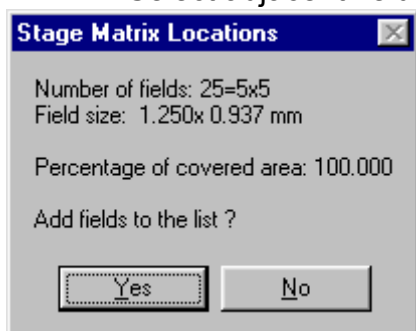 Stage Matrix Locations
Number of fields: 25=5x5
Field size:  1.250x 0.937 mm
Percentage of covered area: 100.000
Add fields to the list ?
Yes
No